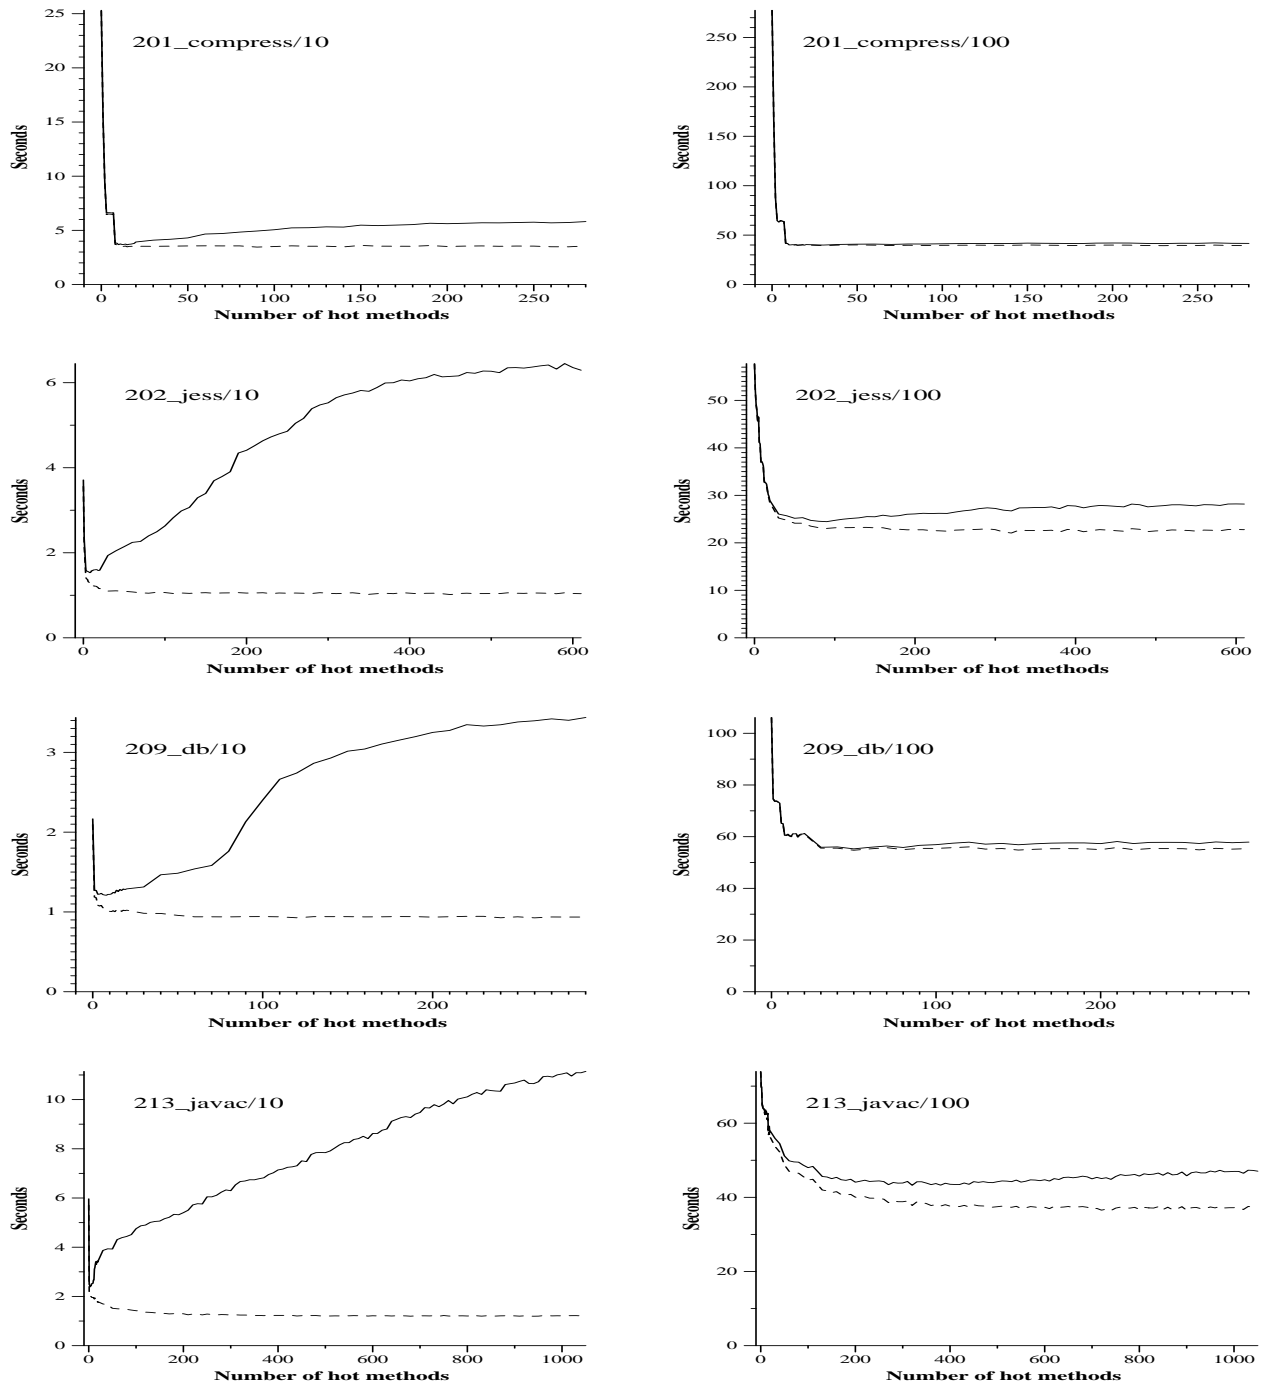 201_compress/10
25
20
15
10
5
0
Seconds
0 50 100 150 200 250
Number of hot methods
201_compress/100
250
200
150
100
50
0
Seconds
0 50 100 150 200 250
Number of hot methods
202_jess/10
6
4
2
0
Seconds
0 200 400 600
Number of hot methods
202_jess/100
50
40
30
20
10
0
Seconds
0 200 400 600
Number of hot methods
209_db/10
3
2
1
0
Seconds
0 100 200
Number of hot methods
209_db/100
100
80
60
40
20
0
Seconds
0 100 200
Number of hot methods
213_javac/10
10
8
6
4
2
0
Seconds
0 200 400 600 800 1000
Number of hot methods
213_javac/100
60
40
20
0
Seconds
0 200 400 600 800 1000
Number of hot methods